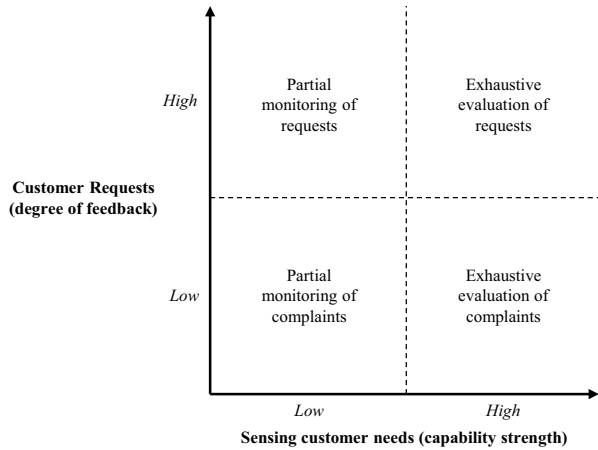 High
Partial
monitoring of
requests
Exhaustive
evaluation of
requests
Customer Requests
(degree of feedback)
Low
Partial
monitoring of
complaints
Exhaustive
evaluation of
complaints
Low
High
Sensing customer needs (capability strength)